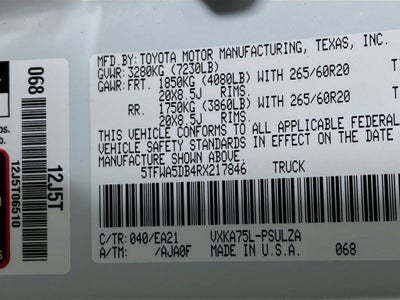 MFD.BY:TOYOTA MOTOR MANUFACTURING, TEXAS, INC.
GVWR:3280KG (7230LB)
GAWR:FRT. 1850KG (4080LB) WITH 265/60R20
20X8.5J RIMS.
RR. 1750KG (3860LB) WITH 265/60R20
20X8.5J RIMS.
THIS VEHICLE CONFORMS TO ALL APPLICABLE FEDERAL
VEHICLE SAFETY STANDARDS IN EFFECT ON THE DATE
MANUFACTURE SHOWN ABOVE.
5TFWA5DB4RX217846 TRUCK
C/TR:040/EA21 VXKA75L-PSULZA
A/TM: /AJA0F MADE IN U.S.A. 068
068
12J5T